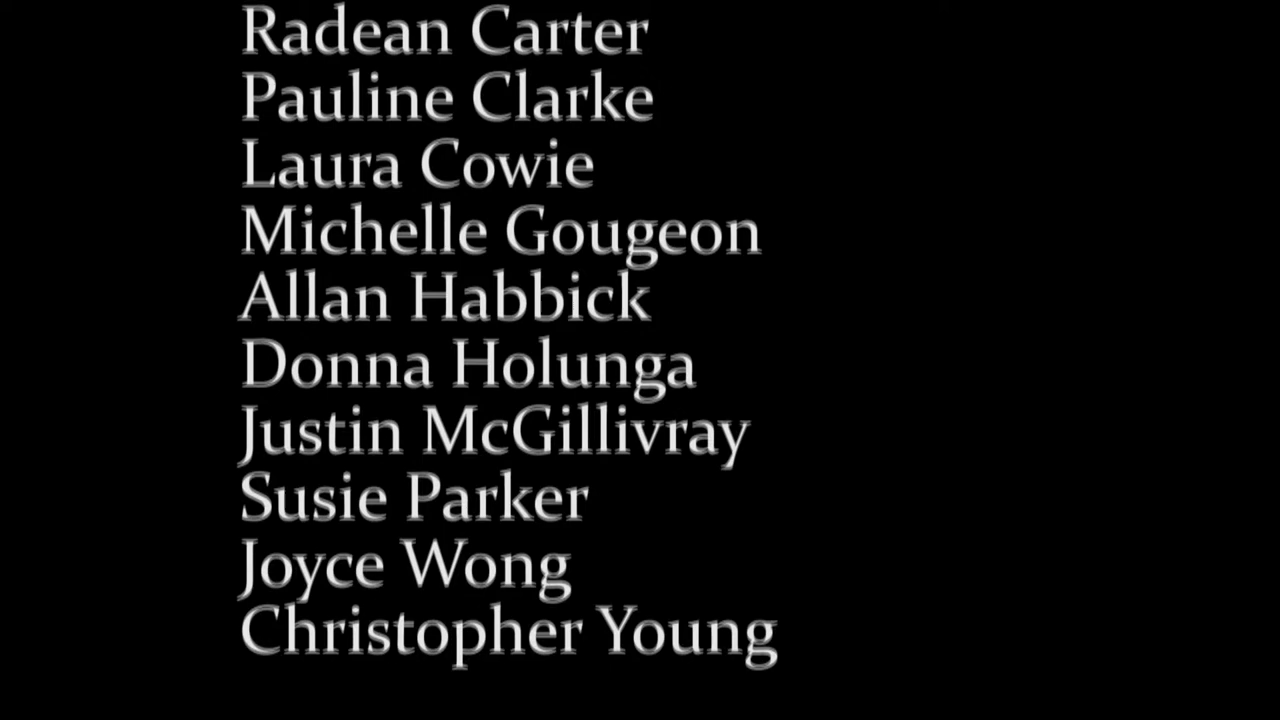 Radean Carter
Pauline Clarke
Laura Cowie
Michelle Gougeon
Allan Habbick
Donna Holunga
Justin McGillivray
Susie Parker
Joyce Wong
Christopher Young